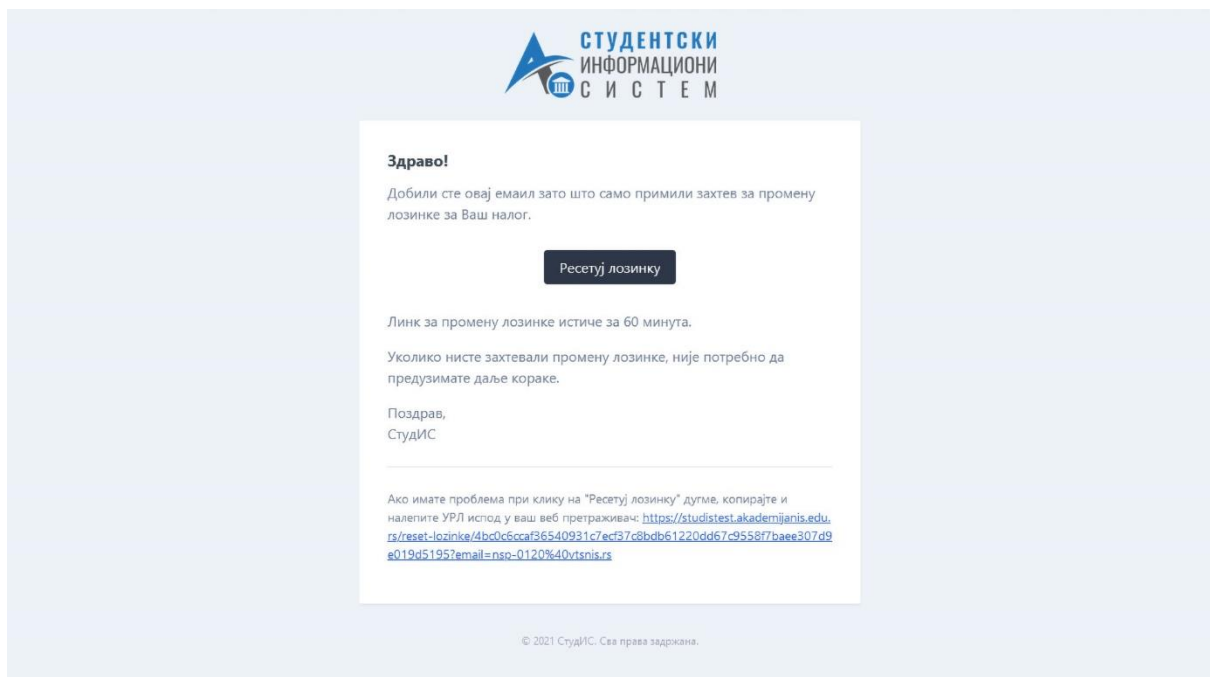 СТУДЕНТСКИ
ИНФОРМАЦИОНИ
СИСТЕМ
Здраво!
Добили сте овај емаил зато што само примили захтев за промену
лозинке за Ваш налог.
Ресетуј лозинку
Линк за промену лозинке истиче за 60 минута.
Уколико нисте захтевали промену лозинке, није потребно да
предузимате даље кораке.
Поздрав,
СтудИС
Ако имате проблема при клику на "Ресетуј лозинку" дугме, копирајте и
налепите УРЛ испод у ваш веб претраживач: https://studistest.akademijanis.edu.
rs/reset-lozinke/4bc0c6ccaf36540931c7ecf37c8bdb61220dd67c9558f7baee307d9
e019d5195?email=nsp-0120%40vtsnis.rs
© 2021 СтудИС. Сва права задржана.